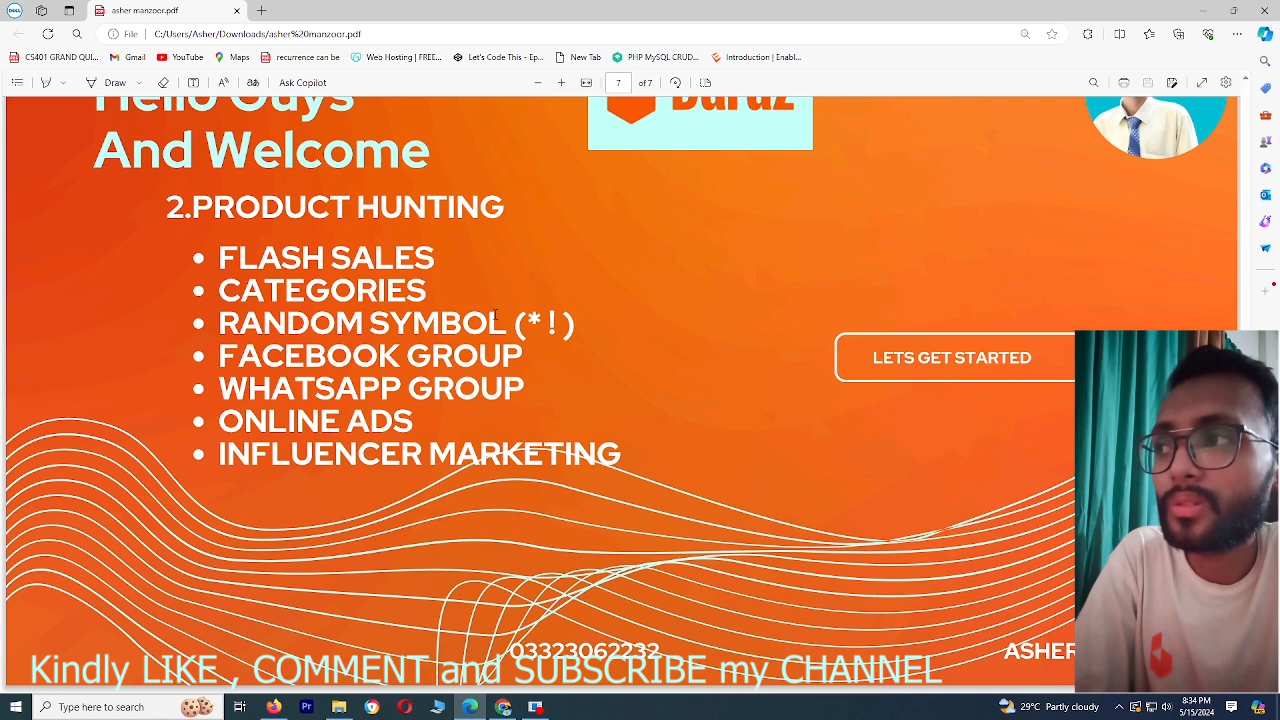 asher manzoor.pdf
File
C:/Users/Asher/Downloads/asher%20manzoor.pdf
CS401 GRAND QUI...
Gmail
YouTube
Maps
recurrence can be
Web Hosting | FREE...
Let's Code This - Ep...
New Tab
PHP MySQL CRUD...
Introduction | Enabl...
Draw
Ask Copilot
7 of 7
Hello Guys
And Welcome
Daraz
2.PRODUCT HUNTING
• FLASH SALES
• CATEGORIES
• RANDOM SYMBOL (*!)
• FACEBOOK GROUP
• WHATSAPP GROUP
• ONLINE ADS
• INFLUENCER MARKETING
LETS GET STARTED
03323062232
ASHER
Kindly LIKE , COMMENT and SUBSCRIBE my CHANNEL
Type here to search
29°C Partly cloudy
8:34 PM
5/15/2024